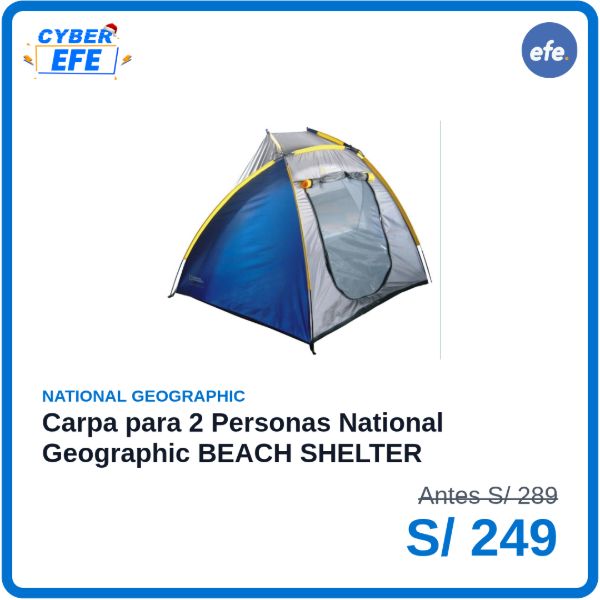 CYBER
EFE
efe.
NATIONAL GEOGRAPHIC
Carpa para 2 Personas National
Geographic BEACH SHELTER
Antes S/ 289
S/ 249